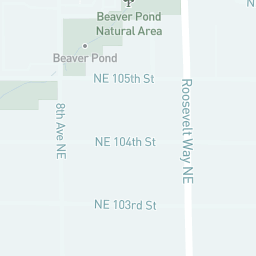 Beaver Pond
Natural Area
Beaver Pond
NE 105th St
Roosevelt Way NE
8th Ave NE
NE 104th St
NE 103rd St
N